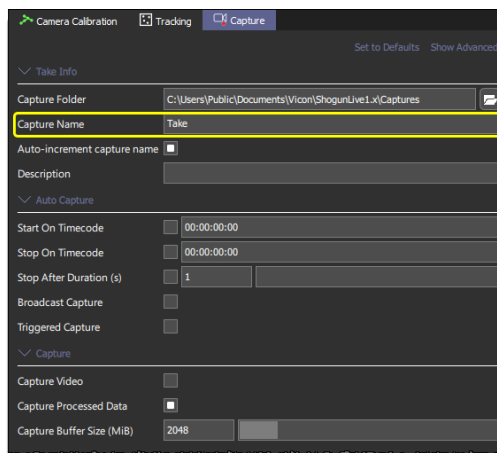 Camera Calibration Tracking Capture
Set to Defaults Show Advanced
Take Info
Capture Folder C:\Users\Public\Documents\Vicon\ShogunLive1.x\Captures
Capture Name Take
Auto-increment capture name
Description
Auto Capture
Start On Timecode 00:00:00:00
Stop On Timecode 00:00:00:00
Stop After Duration (s) 1
Broadcast Capture
Triggered Capture
Capture
Capture Video
Capture Processed Data
Capture Buffer Size (MiB) 2048